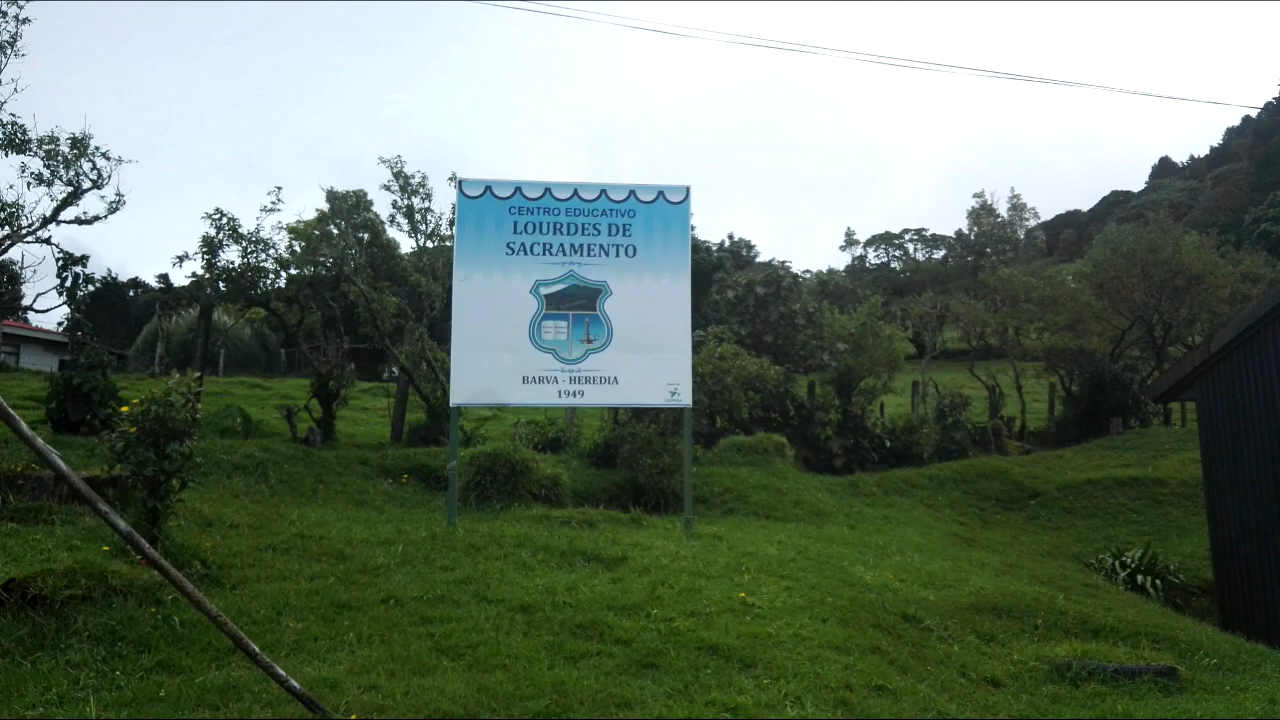 CENTRO EDUCATIVO
LOURDES DE
SACRAMENTO
BARVA - HEREDIA
1949